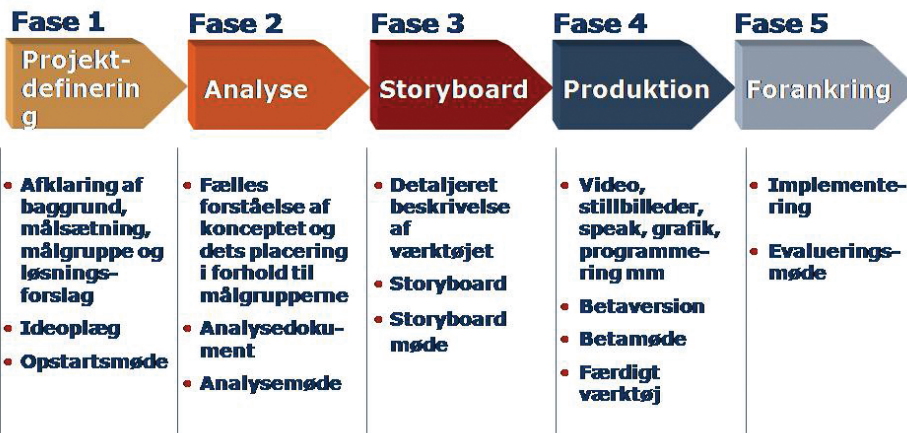 Fase 1
Projekt-
definerin
g
Afklaring af
baggrund,
målsætning,
målgruppe og
løsnings-
forslag
Ideoplæg
Opstartsmøde
Fase 2
Analyse
Fælles
forståelse af
konceptet og
dets placering
i forhold til
målgrupperne
Analysedoku-
ment
Analysemøde
Fase 3
Storyboard
Detaljeret
beskrivelse
af
værktøjet
Storyboard
Storyboard
møde
Fase 4
Produktion
Video,
stillbilleder,
speak, grafik,
programme-
ring mm
Betaversion
Betamøde
Færdigt
værktøj
Fase 5
Forankring
Implemente-
ring
Evaluerings-
møde